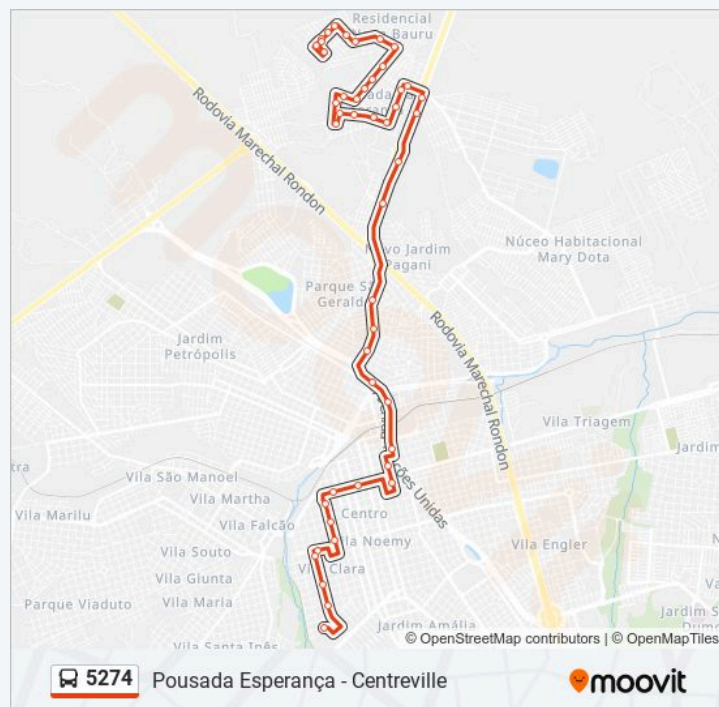 Residencial
Bauru
Rodovia Marechal Rondon
Novo Jardim
Pagani
Núceo Habitacional
Mary Dota
Parque São
Geraldo
Jardim
Petrópolis
Rodovia Marechal Rondon
Vila Triagem
Jardim
Vila São Manoel
Vila Martha
Vila Marilu
Vila Falcão
Centro
Unidas
Vila Noemy
Vila Engler
Vila Souto
Vila Clara
Vila Giunta
Vila Maria
Parque Viaduto
Jardim S
Jardim Amália
Vila Santa Inês
© OpenStreetMap contributors | © OpenMapTiles
5274 Pousada Esperança - Centreville
moovit